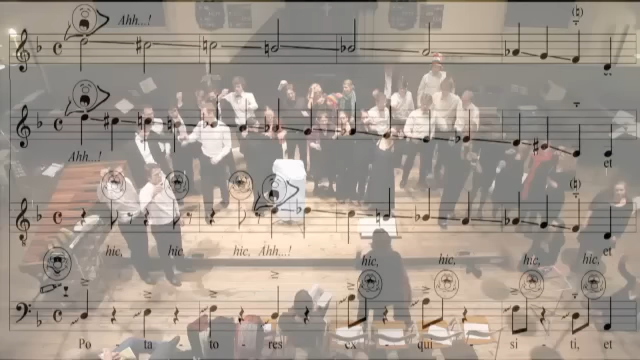 Ahh...!
Ahh...!
et
hic, hic, hic, Ahh...!
et
hic, hic, hic, hic,
Po ta to - res ex qui si - ti, et